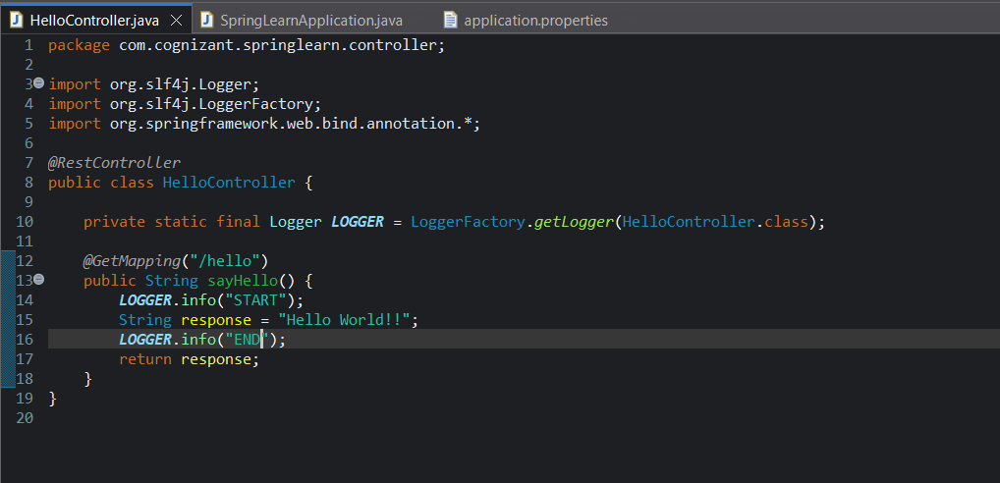 HelloController.java SpringLearnApplication.java application.properties
1 package com.cognizant.springlearn.controller;
2
3 import org.slf4j.Logger;
4 import org.slf4j.LoggerFactory;
5 import org.springframework.web.bind.annotation.*;
6
7 @RestController
8 public class HelloController {
9
10     private static final Logger LOGGER = LoggerFactory.getLogger(HelloController.class);
11
12     @GetMapping("/hello")
13     public String sayHello() {
14         LOGGER.info("START");
15         String response = "Hello World!!";
16         LOGGER.info("END");
17         return response;
18     }
19 }
20